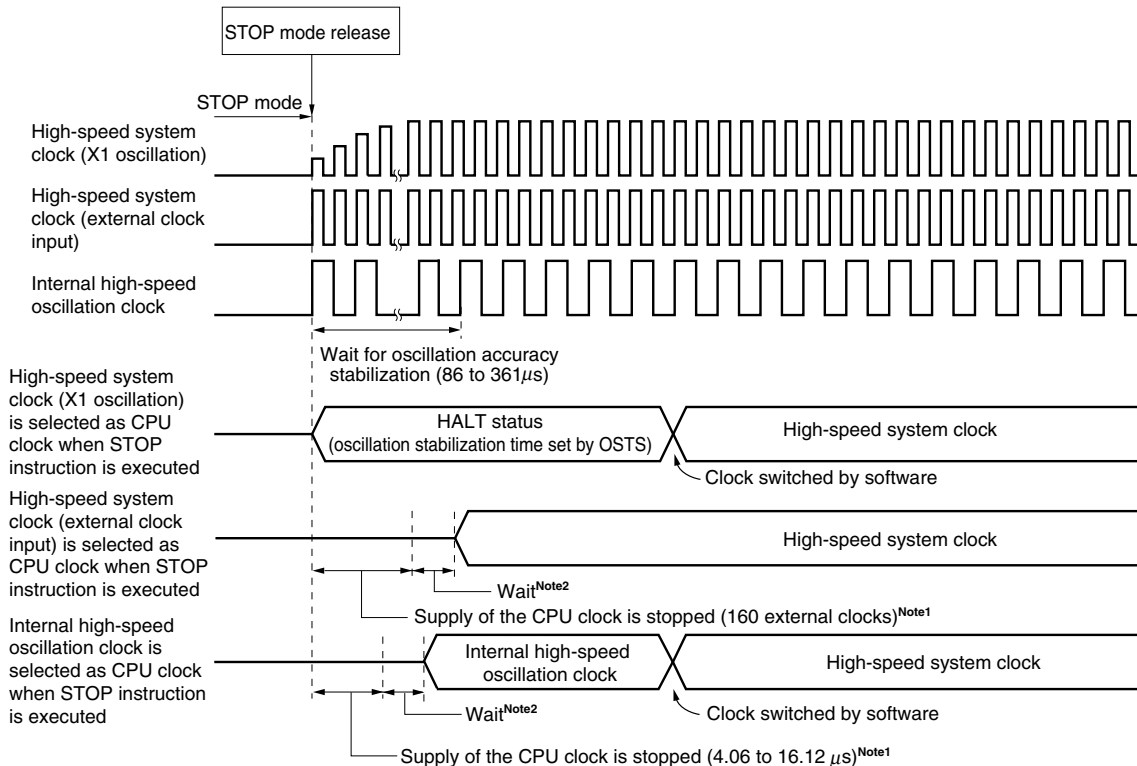 STOP mode release
STOP mode
High-speed system
clock (X1 oscillation)
High-speed system
clock (external clock
input)
Internal high-speed
oscillation clock
Wait for oscillation accuracy
stabilization (86 to 361μs)
High-speed system
clock (X1 oscillation)
is selected as CPU
clock when STOP
instruction is executed
HALT status
(oscillation stabilization time set by OSTS)
High-speed system clock
Clock switched by software
High-speed system
clock (external clock
input) is selected as
CPU clock when STOP
instruction is executed
High-speed system clock
Wait Note2
Supply of the CPU clock is stopped (160 external clocks) Note1
Internal high-speed
oscillation clock is
selected as CPU clock
when STOP instruction
is executed
Internal high-speed
oscillation clock
High-speed system clock
Wait Note2
Clock switched by software
Supply of the CPU clock is stopped (4.06 to 16.12 μs) Note1